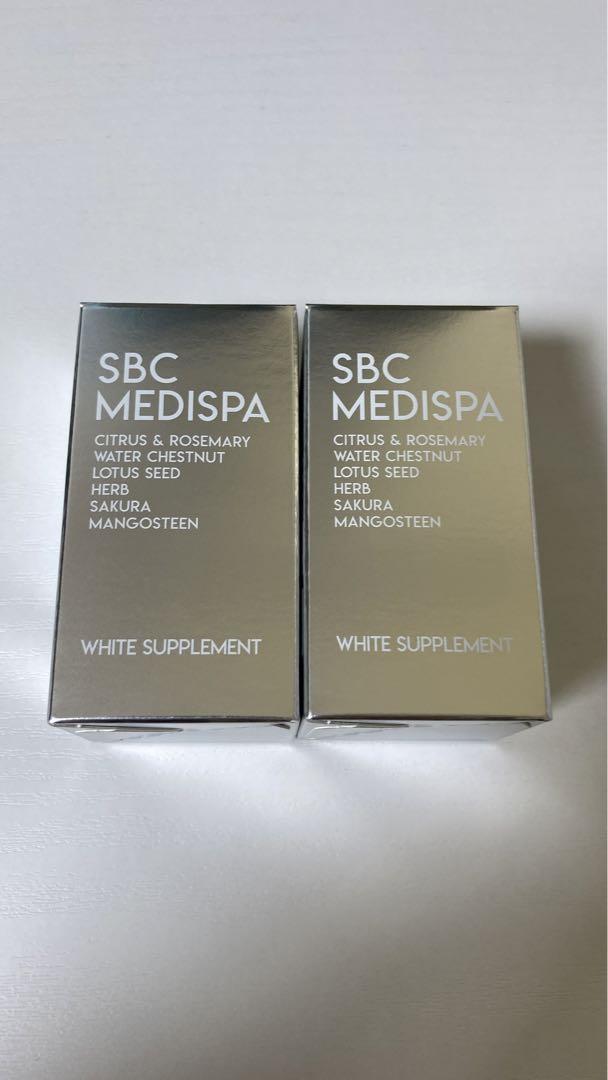 SBC
MEDISPA
CITRUS & ROSEMARY
WATER CHESTNUT
LOTUS SEED
HERB
SAKURA
MANGOSTEEN
WHITE SUPPLEMENT
SBC
MEDISPA
CITRUS & ROSEMARY
WATER CHESTNUT
LOTUS SEED
HERB
SAKURA
MANGOSTEEN
WHITE SUPPLEMENT